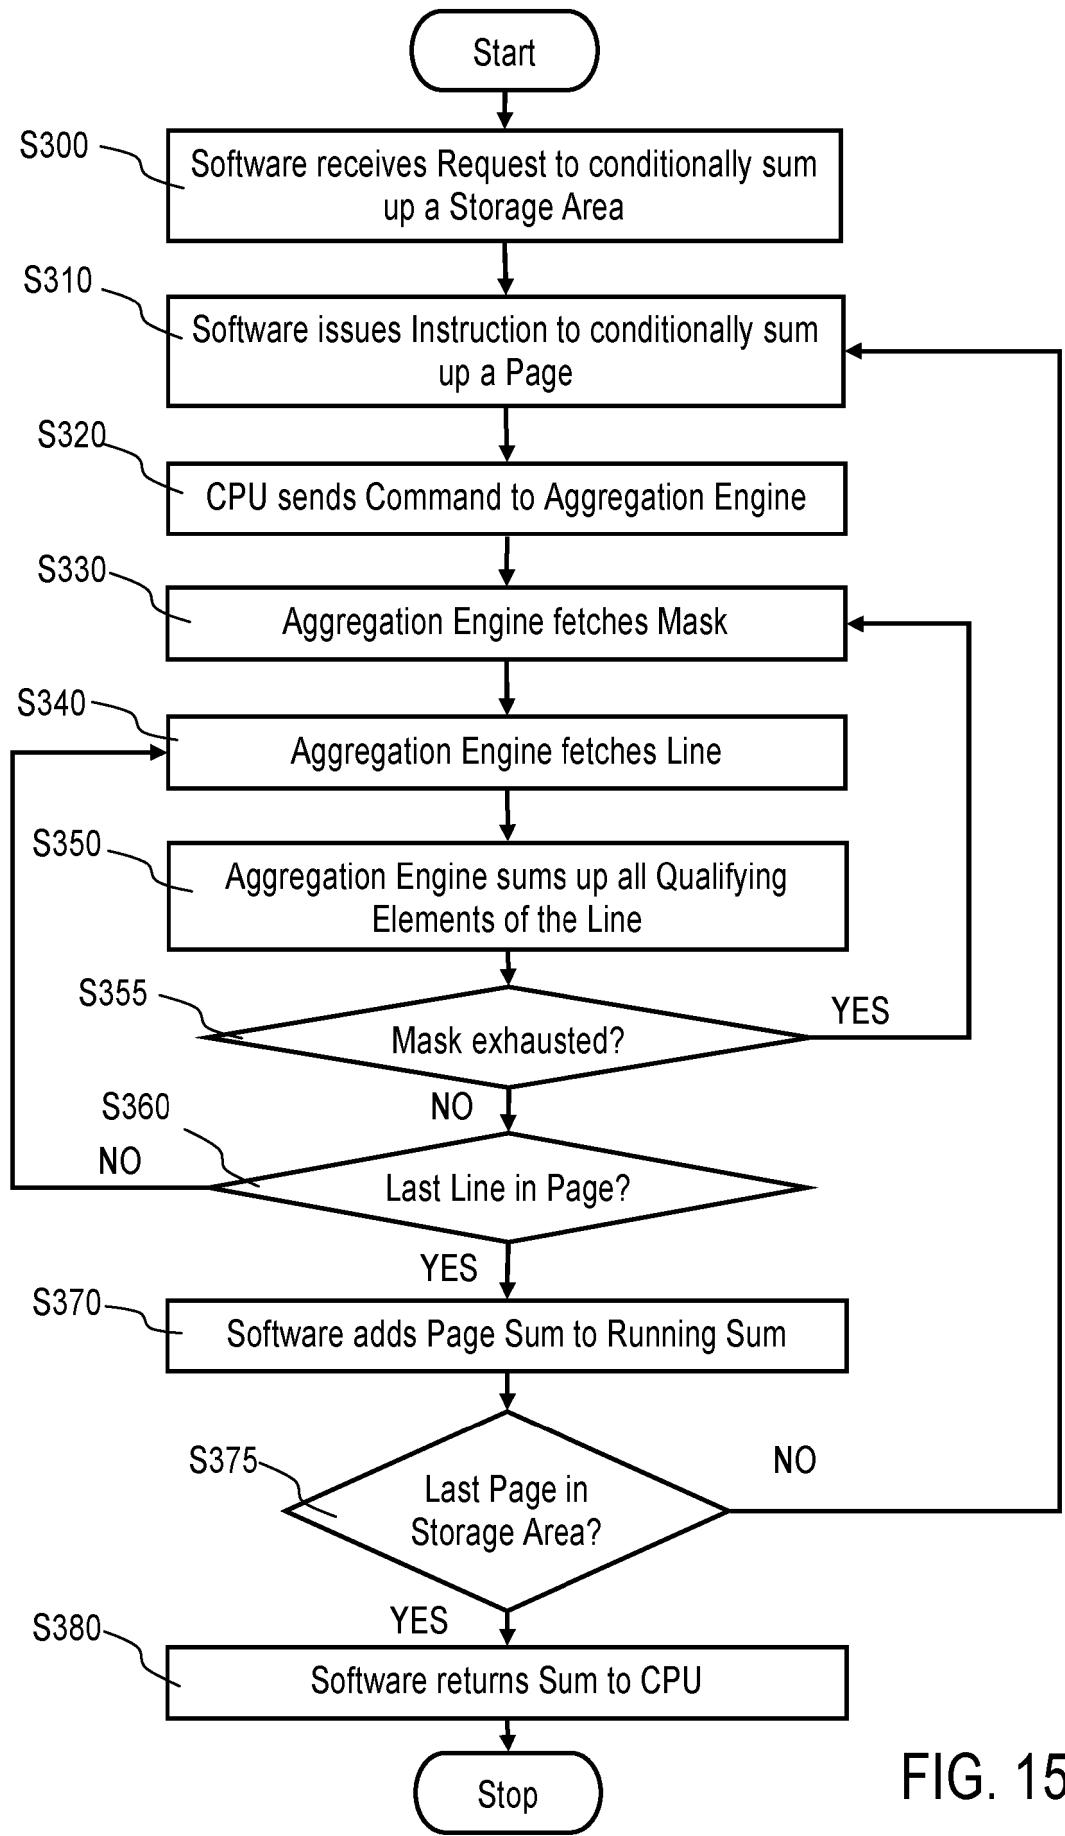 Start
S300
Software receives Request to conditionally sum
up a Storage Area
S310
Software issues Instruction to conditionally sum
up a Page
S320
CPU sends Command to Aggregation Engine
S330
Aggregation Engine fetches Mask
S340
Aggregation Engine fetches Line
S350
Aggregation Engine sums up all Qualifying
Elements of the Line
S355
Mask exhausted?
YES
NO
S360
NO
Last Line in Page?
YES
S370
Software adds Page Sum to Running Sum
S375
Last Page in
Storage Area?
NO
YES
S380
Software returns Sum to CPU
Stop
FIG. 15